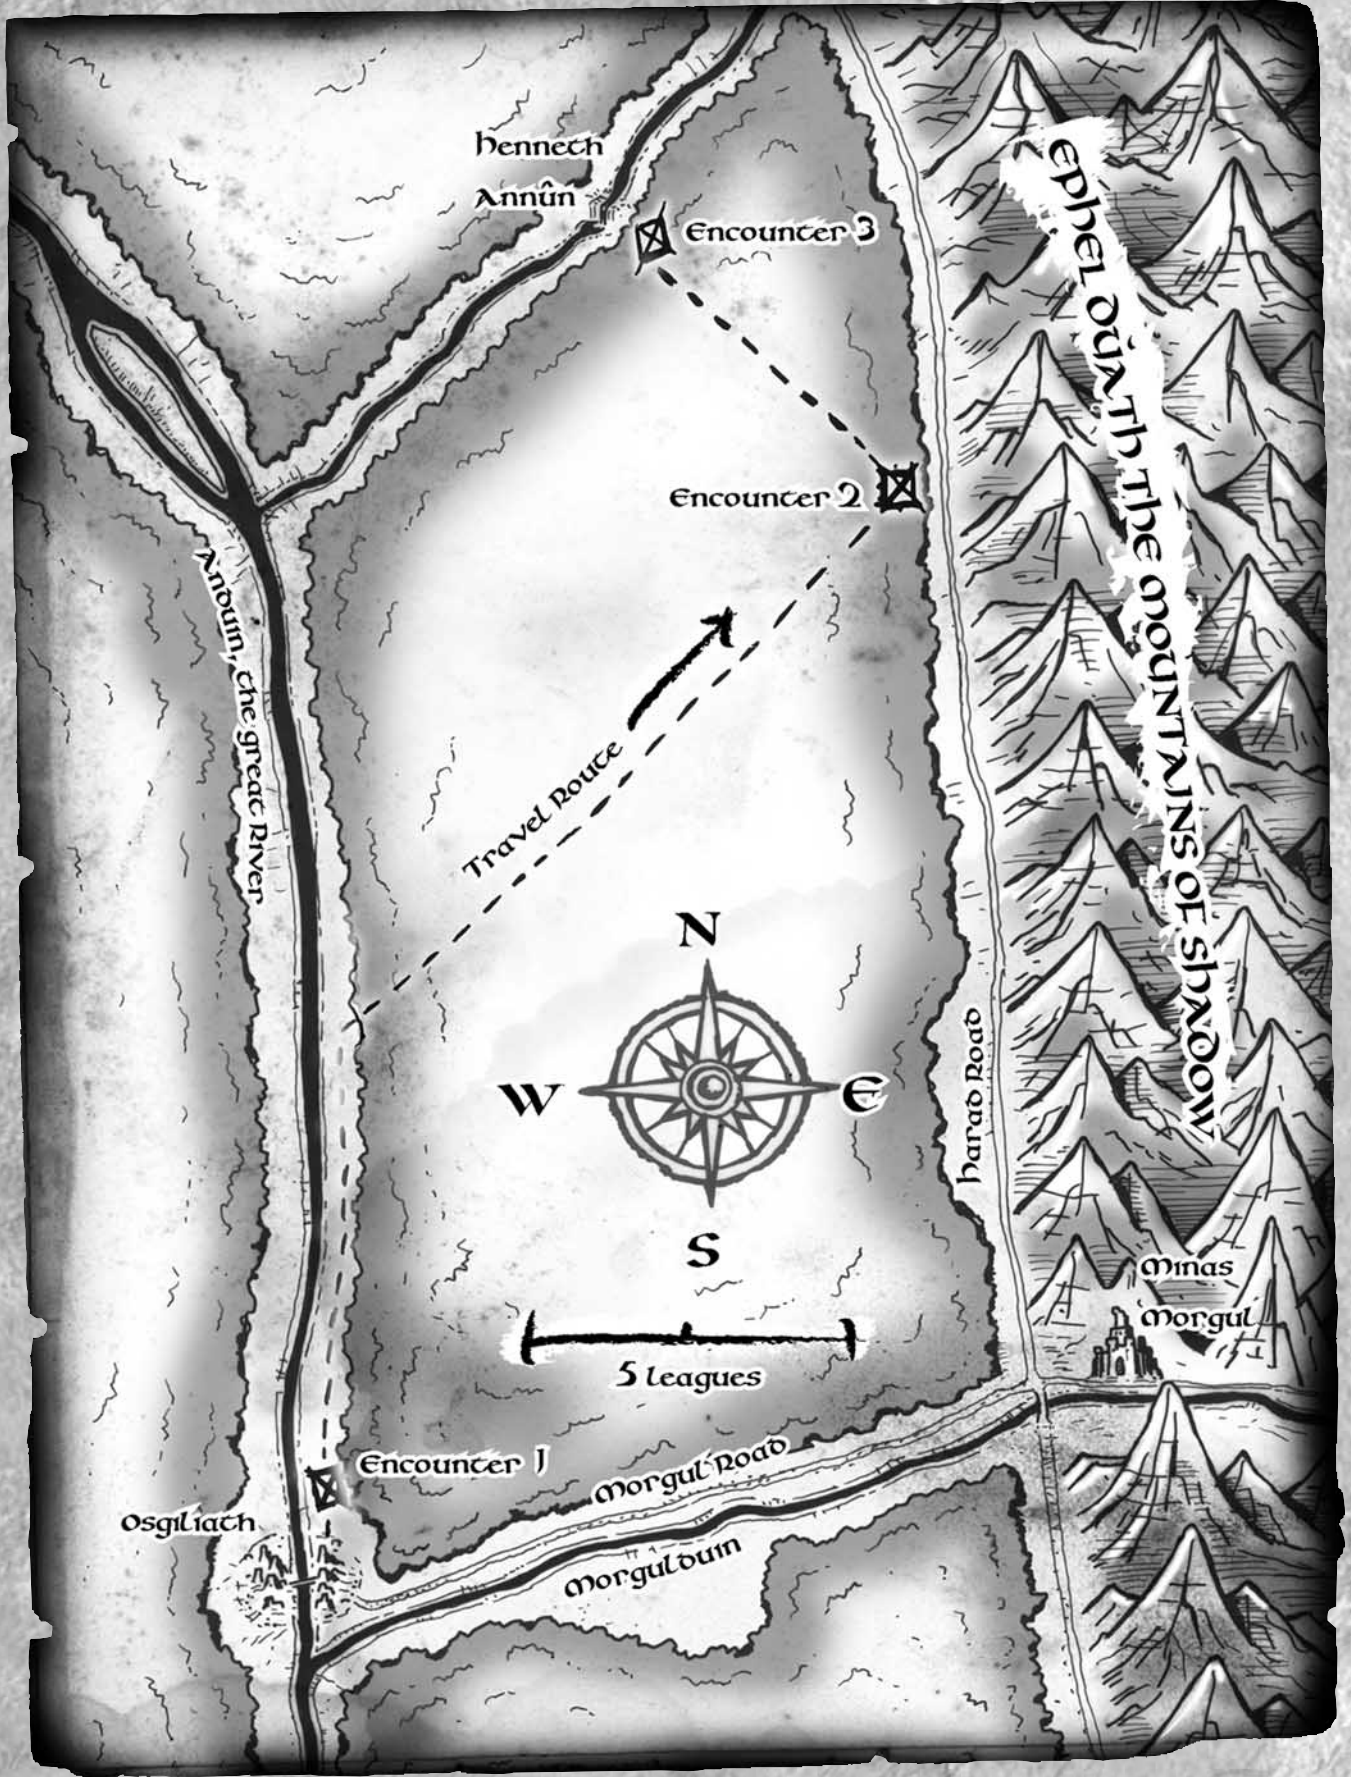 Henneth
Annûn
Encounter 3
Ephel Dúath The Mountains of Shadow
Encounter 2
Anduin, the great River
Travel Route
N
W
E
S
Harad Road
Minas
Morgul
5 leagues
Encounter 1
Morgul Road
Osgiliath
Morgulduin